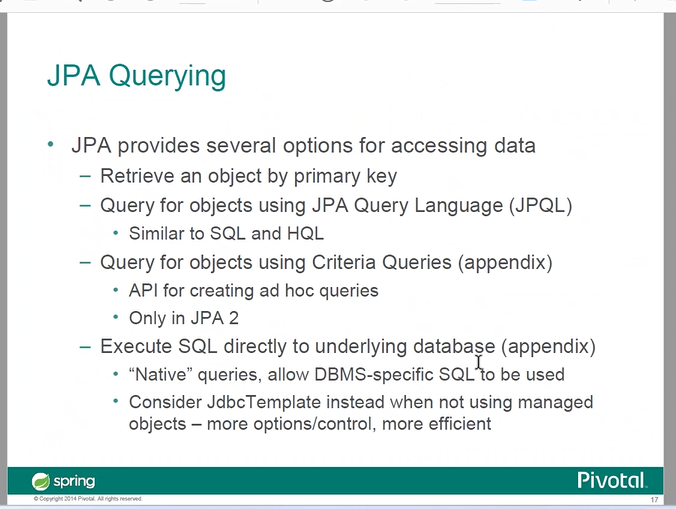 JPA Querying
• JPA provides several options for accessing data
– Retrieve an object by primary key
– Query for objects using JPA Query Language (JPQL)
• Similar to SQL and HQL
– Query for objects using Criteria Queries (appendix)
• API for creating ad hoc queries
• Only in JPA 2
– Execute SQL directly to underlying database (appendix)
• “Native” queries, allow DBMS-specific SQL to be used
• Consider JdbcTemplate instead when not using managed
objects – more options/control, more efficient
spring
Pivotal
© Copyright 2014 Pivotal. All rights reserved.
17